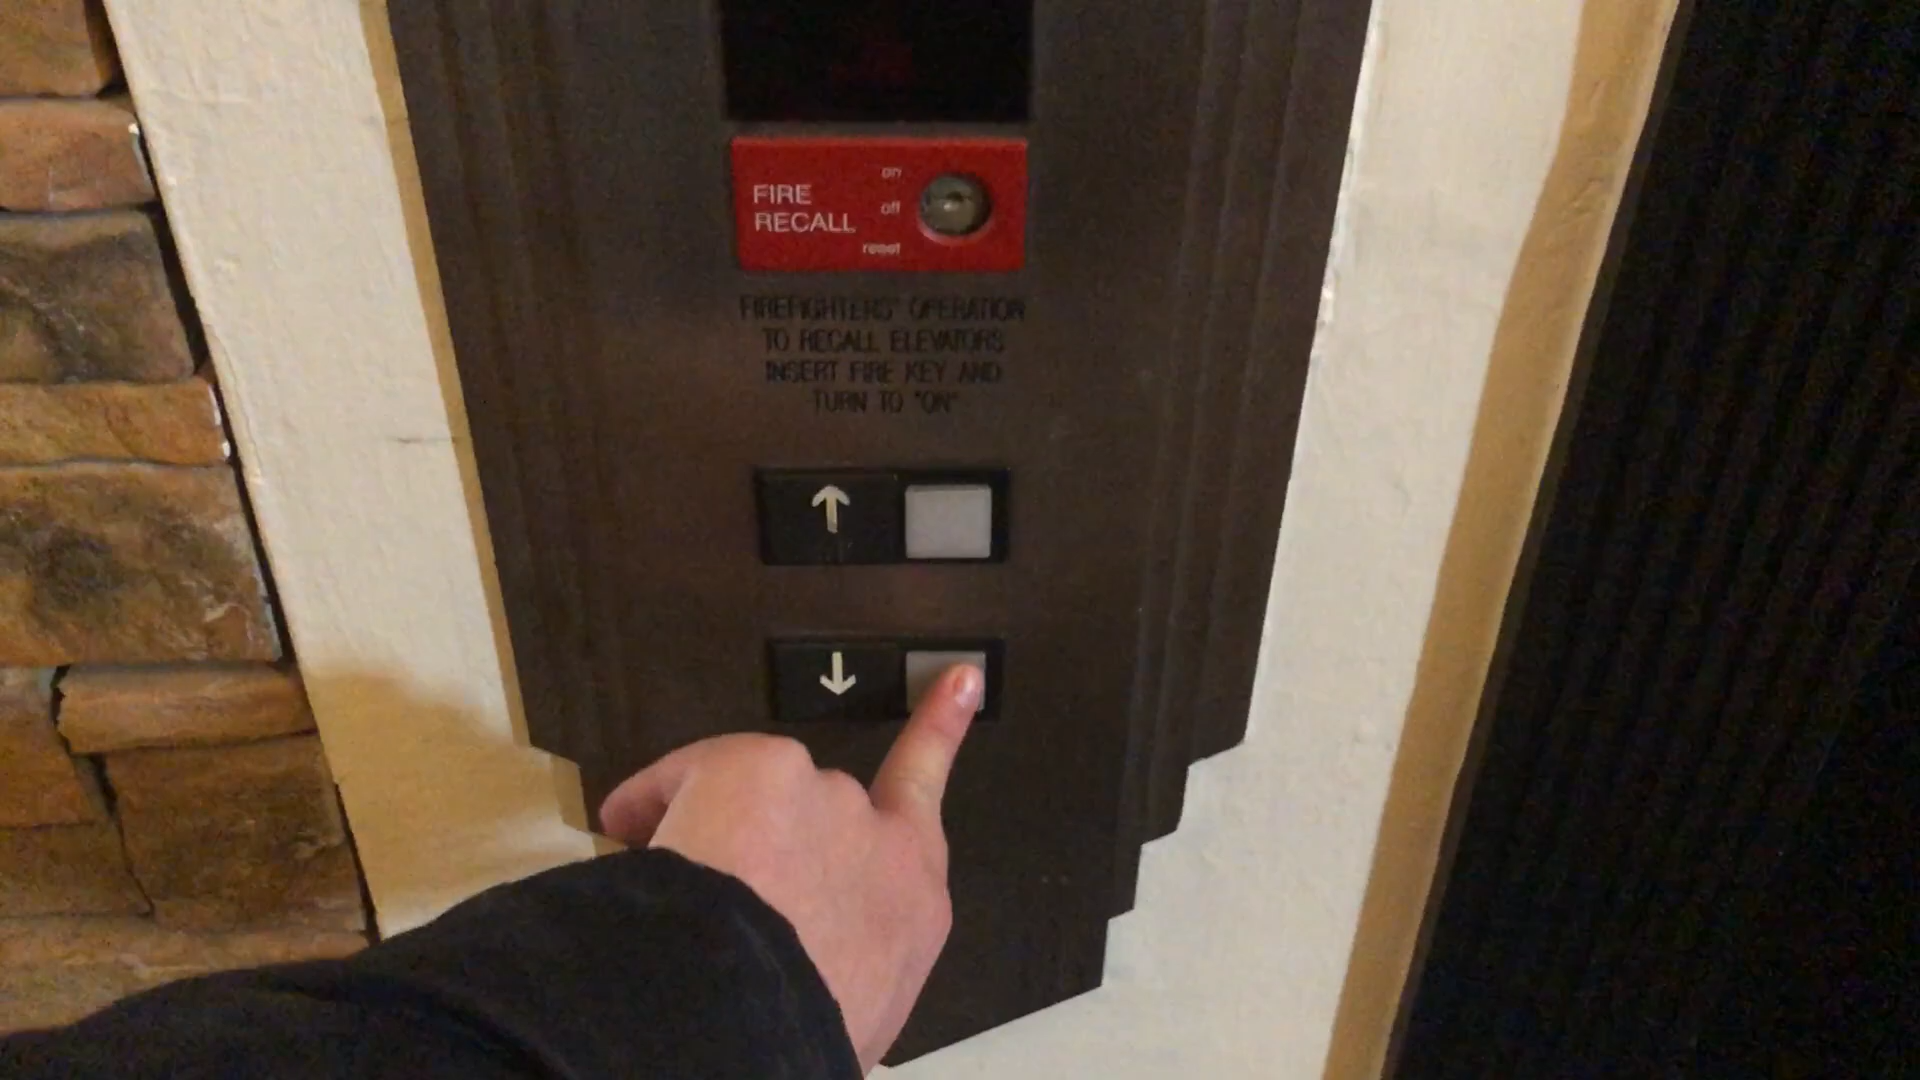 on
FIRE
off
RECALL
reset
FIREFIGHTERS' OPERATION
TO RECALL ELEVATORS
INSERT FIRE KEY AND
TURN TO "ON"
↑
↓